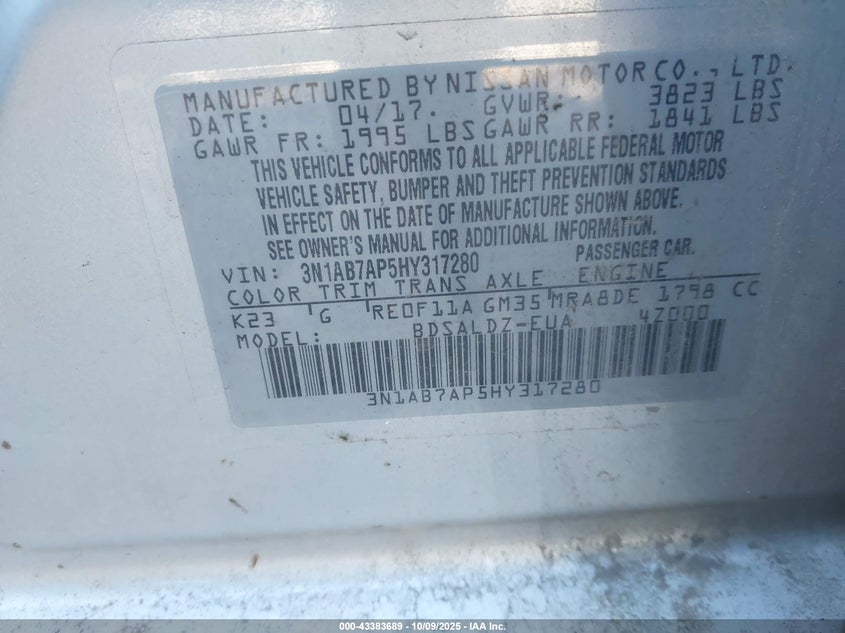 MANUFACTURED BY NISSAN MOTOR CO., LTD.
DATE: 04/17. GVWR: 3823 LBS
GAWR FR: 1995 LBS GAWR RR: 1841 LBS
THIS VEHICLE CONFORMS TO ALL APPLICABLE FEDERAL MOTOR
VEHICLE SAFETY, BUMPER AND THEFT PREVENTION STANDARDS
IN EFFECT ON THE DATE OF MANUFACTURE SHOWN ABOVE.
SEE OWNER'S MANUAL FOR ADDITIONAL INFORMATION.
VIN: 3N1AB7AP5HY317280 PASSENGER CAR.
COLOR TRIM TRANS AXLE ENGINE
K23 G RE0F11A GM35 MRA8DE 1798 CC
MODEL: BDSALDZ-EUA 4Z000
3N1AB7AP5HY317280
000-43383689 - 10/09/2025 - IAA Inc.